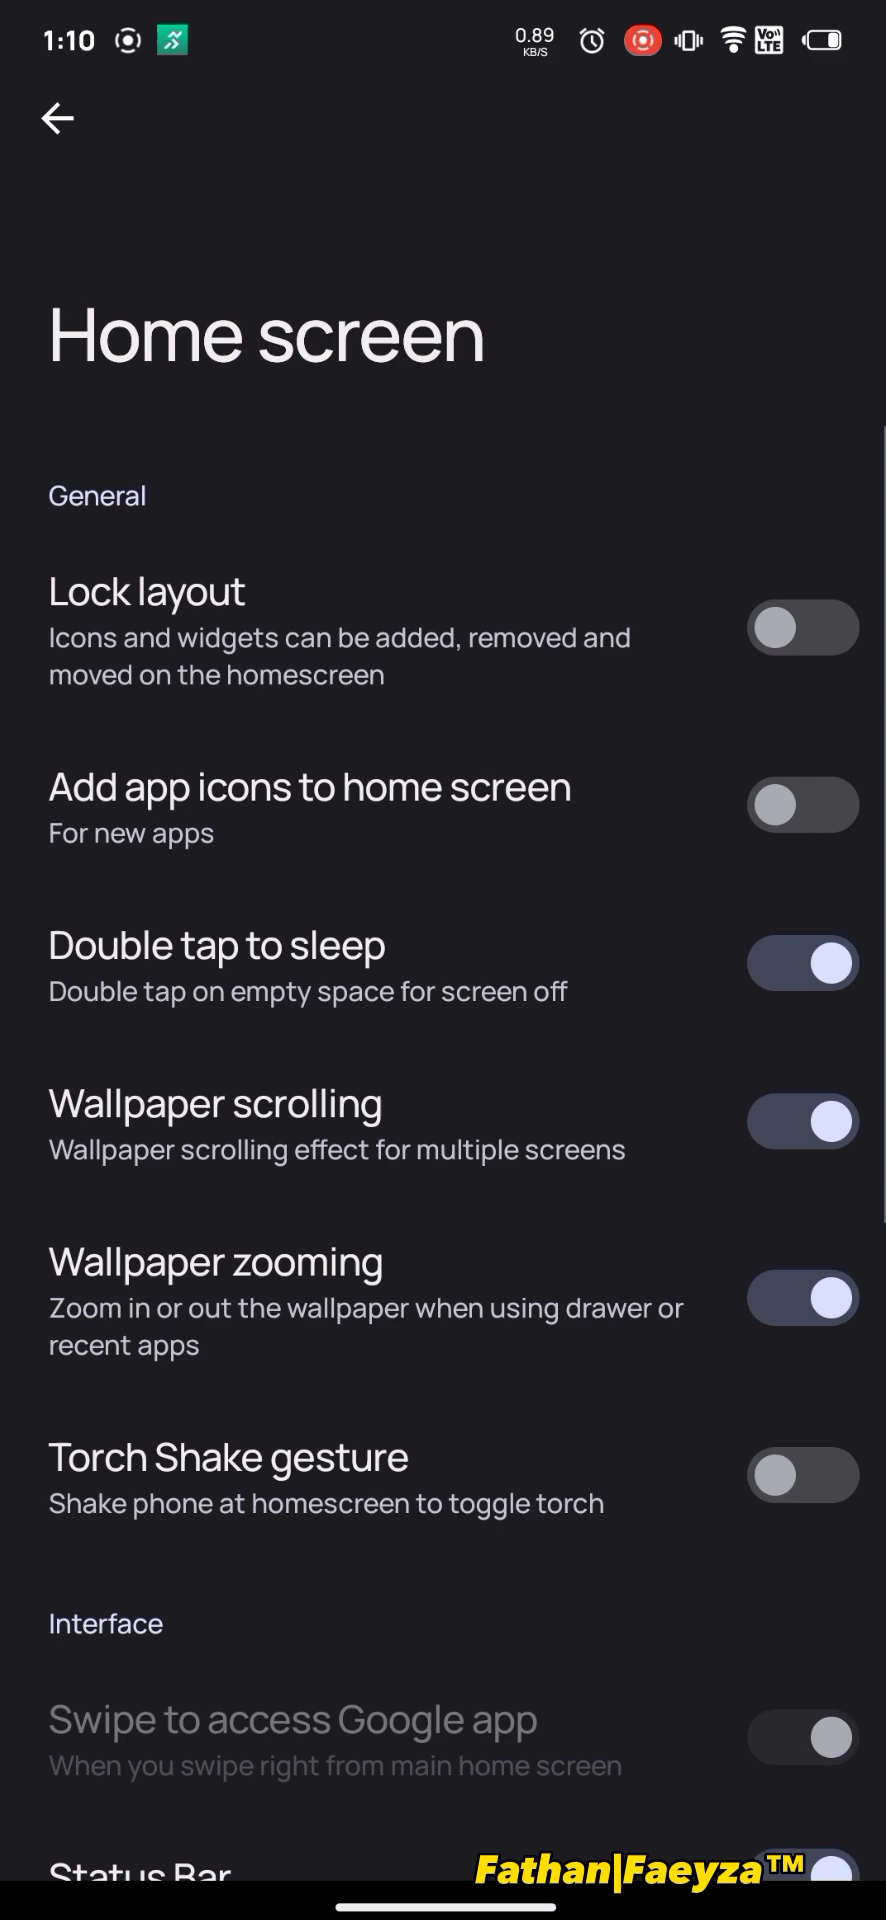 1:10
0.89
KB/S
Vo
LTE
Home screen
General
Lock layout
Icons and widgets can be added, removed and
moved on the homescreen
Add app icons to home screen
For new apps
Double tap to sleep
Double tap on empty space for screen off
Wallpaper scrolling
Wallpaper scrolling effect for multiple screens
Wallpaper zooming
Zoom in or out the wallpaper when using drawer or
recent apps
Torch Shake gesture
Shake phone at homescreen to toggle torch
Interface
Swipe to access Google app
When you swipe right from main home screen
Status Bar
Fathan|Faeyza™